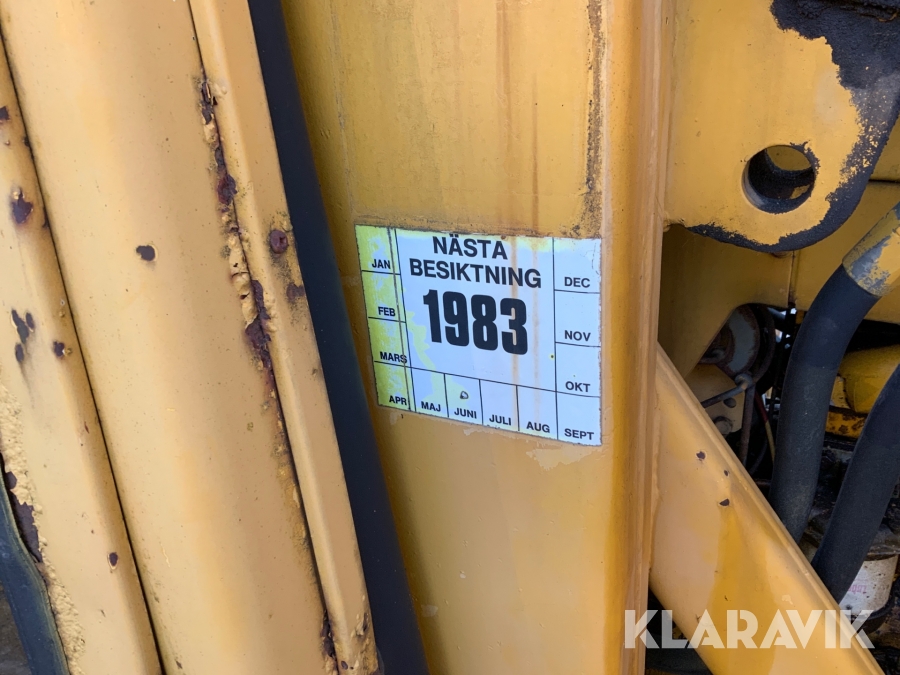 NÄSTA
BESIKTNING
1983
JAN
FEB
MARS
APR
MAJ
JUNI
JULI
AUG
SEPT
OKT
NOV
DEC
KLARAVIK